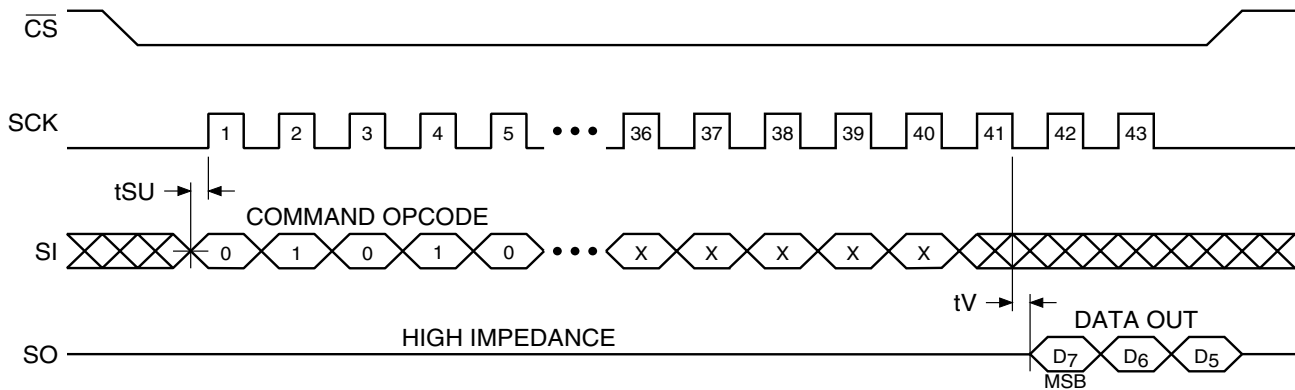 CS
SCK 1 2 3 4 5 ••• 36 37 38 39 40 41 42 43
tSU
COMMAND OPCODE
SI 0 1 0 1 0 ••• X X X X X
tV
HIGH IMPEDANCE
DATA OUT
SO D7 D6 D5
MSB